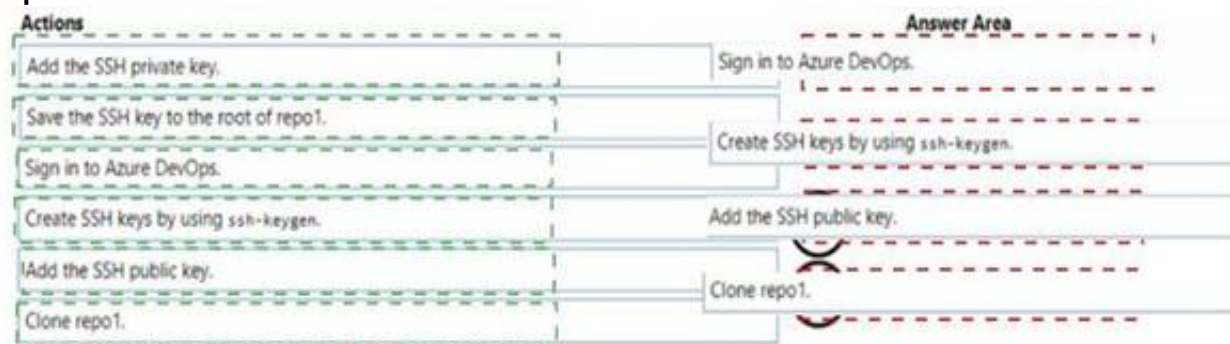 Actions
Answer Area
Add the SSH private key.
Sign in to Azure DevOps.
Save the SSH key to the root of repo1.
Create SSH keys by using ssh-keygen.
Sign in to Azure DevOps.
Create SSH keys by using ssh-keygen.
Add the SSH public key.
Add the SSH public key.
Clone repo1.
Clone repo1.